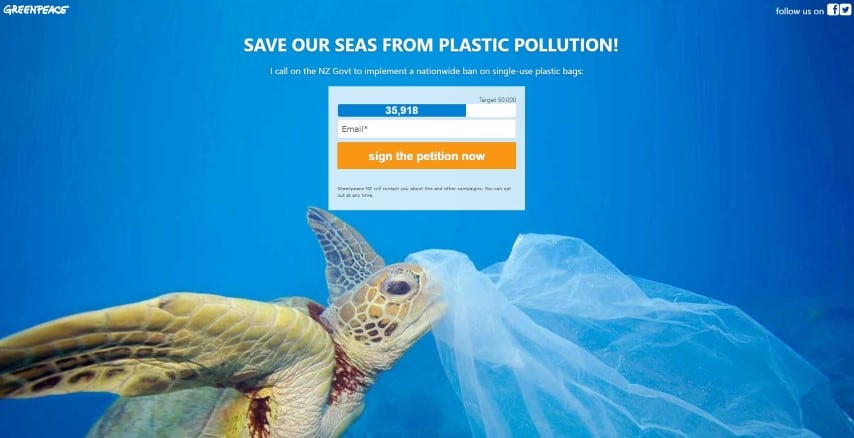 GREENPEACE
follow us on
SAVE OUR SEAS FROM PLASTIC POLLUTION!
I call on the NZ Govt to implement a nationwide ban on single-use plastic bags:
Target 50,000
35,918
Email*
sign the petition now
Greenpeace NZ will contact you about this and other campaigns. You can opt
out at any time.